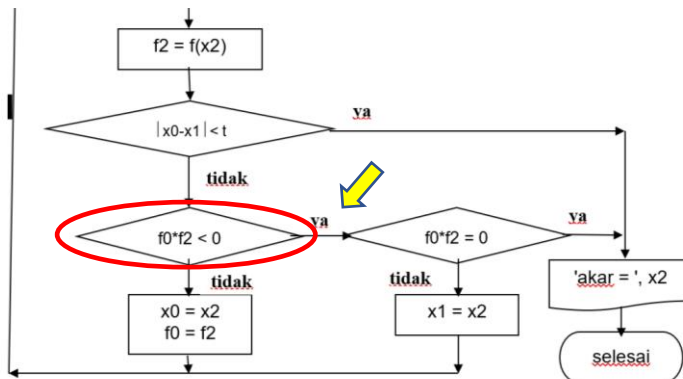 f2 = f(x2)
|x0-x1| < t
ya
tidak
f0*f2 < 0
ya
f0*f2 = 0
ya
tidak
x0 = x2
f0 = f2
tidak
x1 = x2
'akar = ', x2
selesai